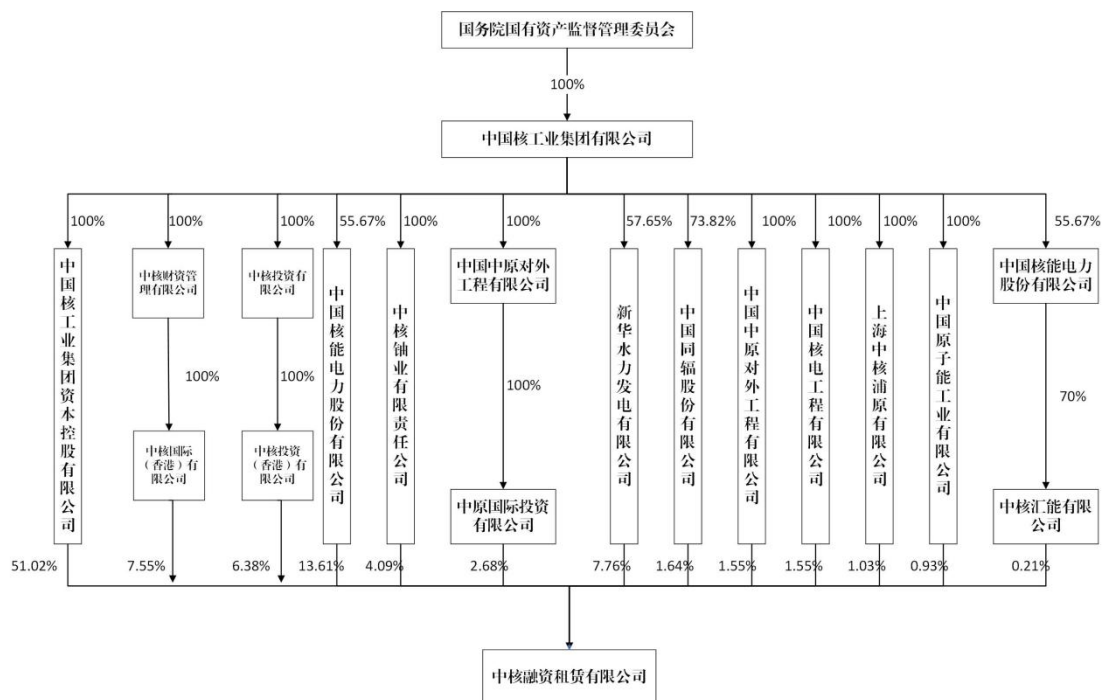 国务院国有资产监督管理委员会
100%
中国核工业集团有限公司
100%
100%
100%
55.67%
100%
100%
57.65%
73.82%
100%
100%
100%
100%
55.67%
中国核工业集团资本控股有限公司
中核财资管
理有限公司
中核投资有
限公司
中国核能电力股份有限公司
中核铀业有限责任公司
中国中原对外
工程有限公司
新华水力发电有限公司
中国同辐股份有限公司
中国中原对外工程有限公司
中国核电工程有限公司
上海中核浦原有限公司
中国原子能工业有限公司
中国核能电力
股份有限公司
100%
100%
100%
70%
中核国际
（香港）有
限公司
中核投资
（香港）有
限公司
中原国际投资
有限公司
中核汇能有限
公司
51.02%
7.55%
6.38%
13.61%
4.09%
2.68%
7.76%
1.64%
1.55%
1.55%
1.03%
0.93%
0.21%
中核融资租赁有限公司